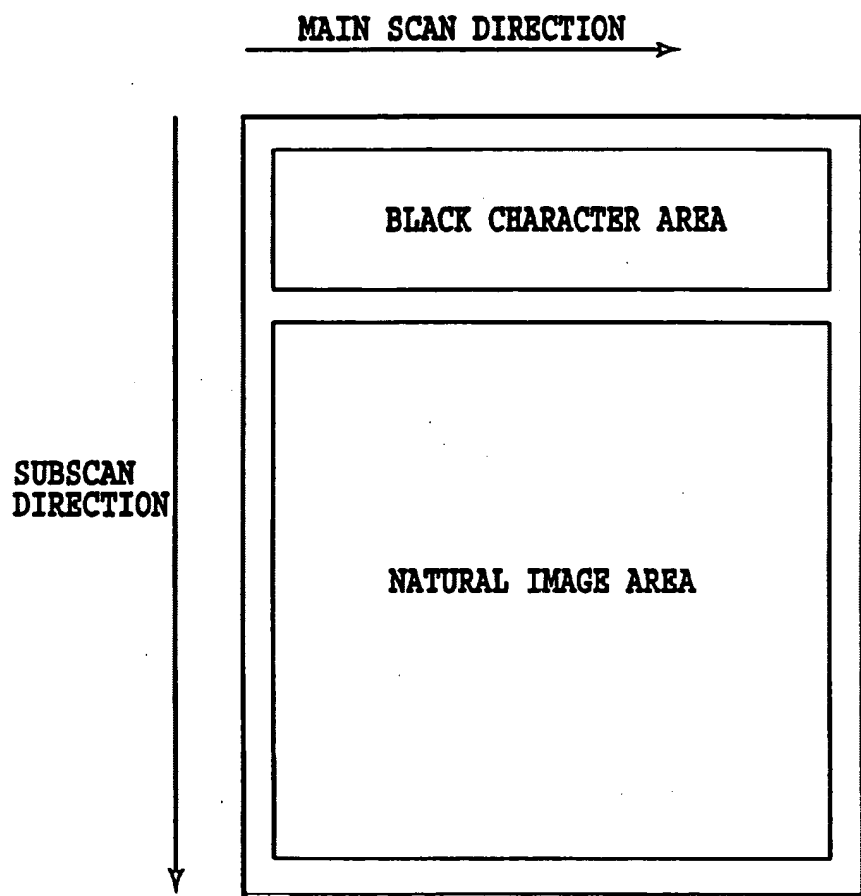 MAIN SCAN DIRECTION
BLACK CHARACTER AREA
SUBSCAN
DIRECTION
NATURAL IMAGE AREA